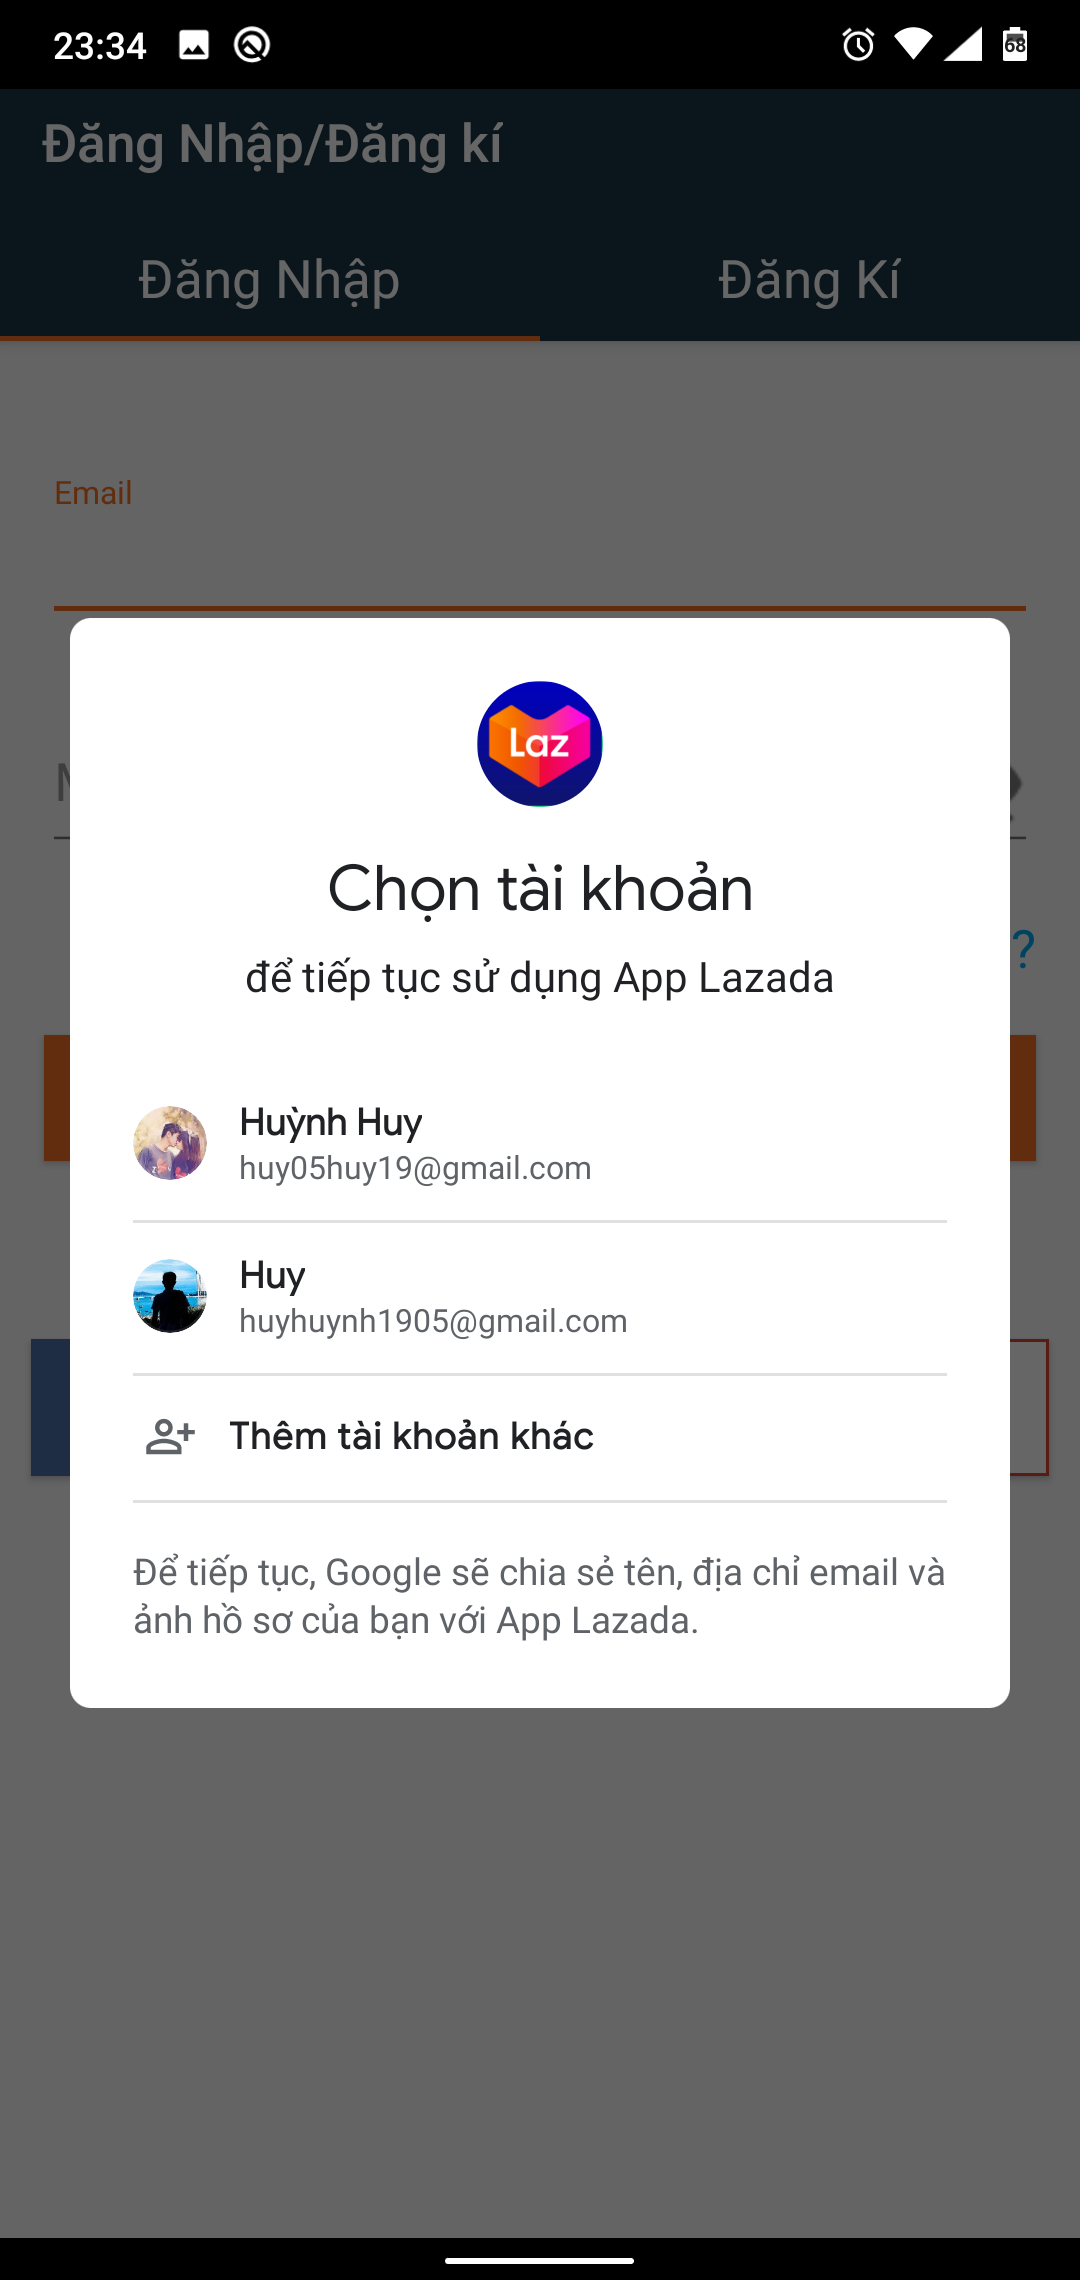 23:34
68
Đăng Nhập/Đăng kí
Đăng Nhập
Đăng Kí
Email
Laz
Chọn tài khoản
?
để tiếp tục sử dụng App Lazada
Huỳnh Huy
huy05huy19@gmail.com
Huy
huyhuynh1905@gmail.com
Thêm tài khoản khác
Để tiếp tục, Google sẽ chia sẻ tên, địa chỉ email và
ảnh hồ sơ của bạn với App Lazada.